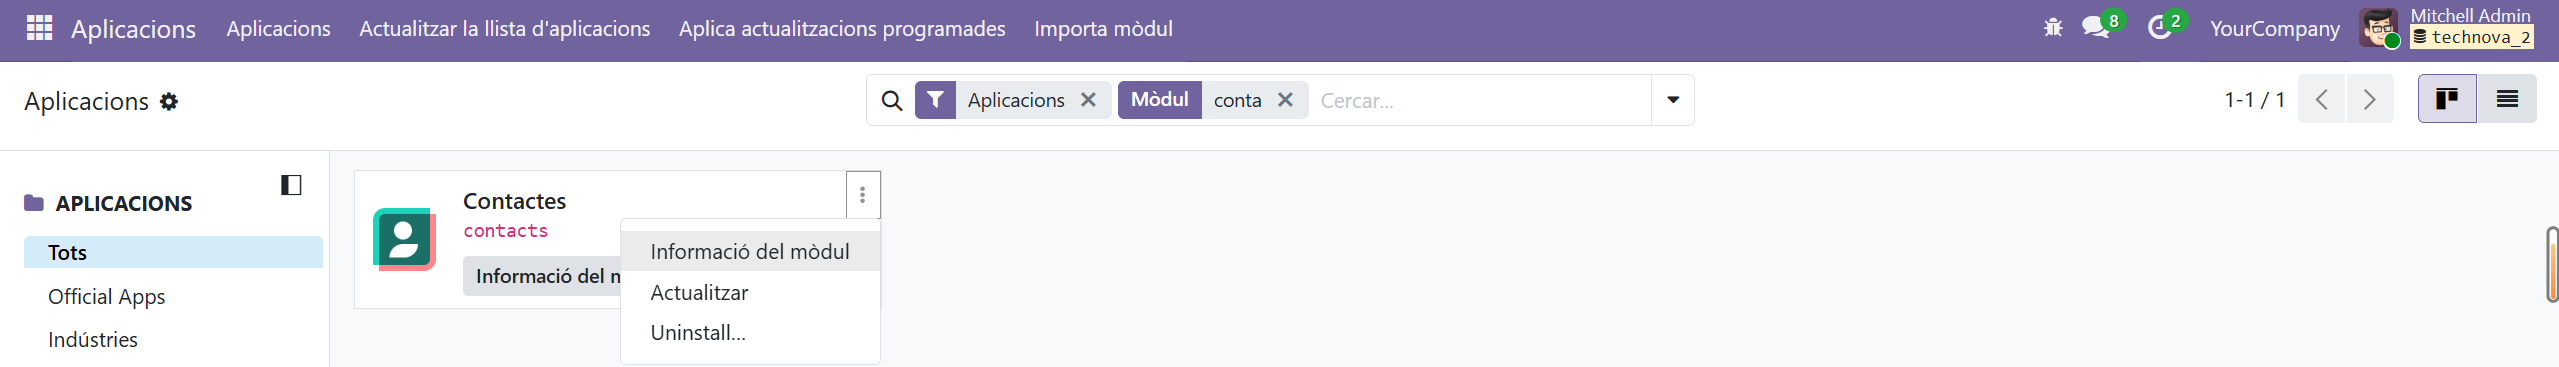 Aplicacions Aplicacions Actualitzar la llista d'aplicacions Aplica actualitzacions programades Importa mòdul 8 2 YourCompany Mitchell Admin
technova_2
Aplicacions Aplicacions Mòdul conta Cercar... 1-1 / 1
APLICACIONS
Tots
Official Apps
Indústries
Contactes
contacts
Informació del m
Informació del mòdul
Actualitzar
Uninstall...